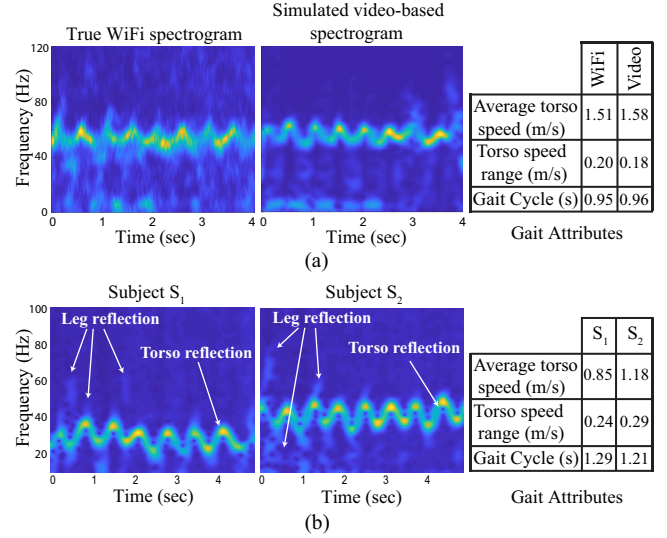 True WiFi spectrogram
Simulated video-based
spectrogram
Frequency (Hz)
120
80
40
0
0 1 2 3 4
Time (sec)
0 1 2 3 4
Time (sec)
WiFi Video
Average torso
speed (m/s) 1.51 1.58
Torso speed
range (m/s) 0.20 0.18
Gait Cycle (s) 0.95 0.96
Gait Attributes
(a)
Subject S1
Subject S2
Frequency (Hz)
100
80
60
40
20
Leg reflection
Torso reflection
Leg reflection
Torso reflection
0 1 2 3 4
Time (sec)
0 1 2 3 4
Time (sec)
S1 S2
Average torso
speed (m/s) 0.85 1.18
Torso speed
range (m/s) 0.24 0.29
Gait Cycle (s) 1.29 1.21
Gait Attributes
(b)